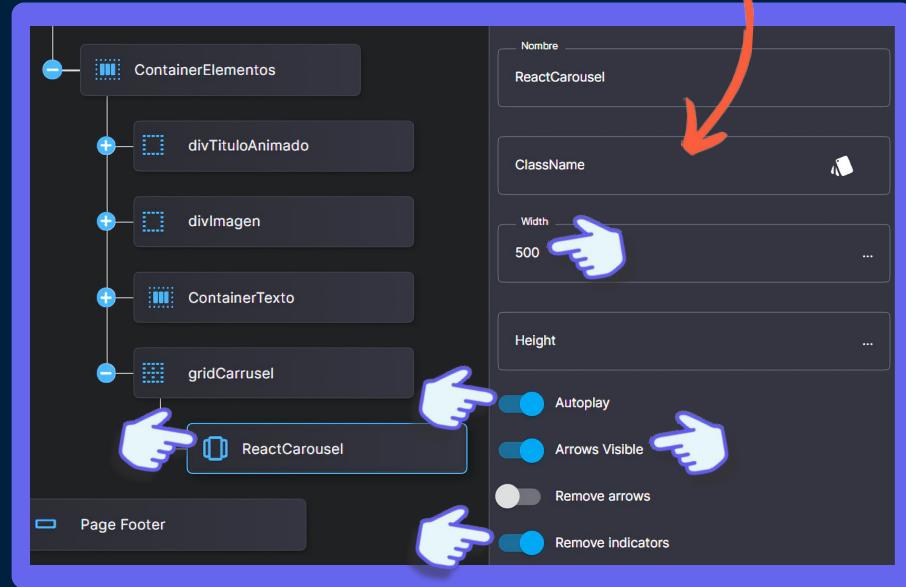 ContainerElementos
divTituloAnimado
divImagen
ContainerTexto
gridCarrusel
ReactCarousel
Page Footer
Nombre
ReactCarousel
ClassName
Width
500
...
Height
...
Autoplay
Arrows Visible
Remove arrows
Remove indicators